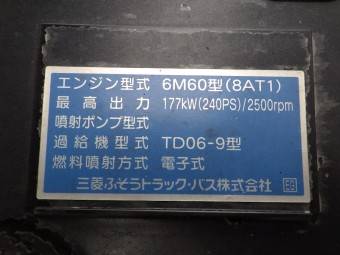 エンジン型式 6M60型(8AT1)
最高出力 177kW(240PS)/2500rpm
噴射ポンプ型式
過給機型式 TD06-9型
燃料噴射方式 電子式
三菱ふそうトラック・バス株式会社